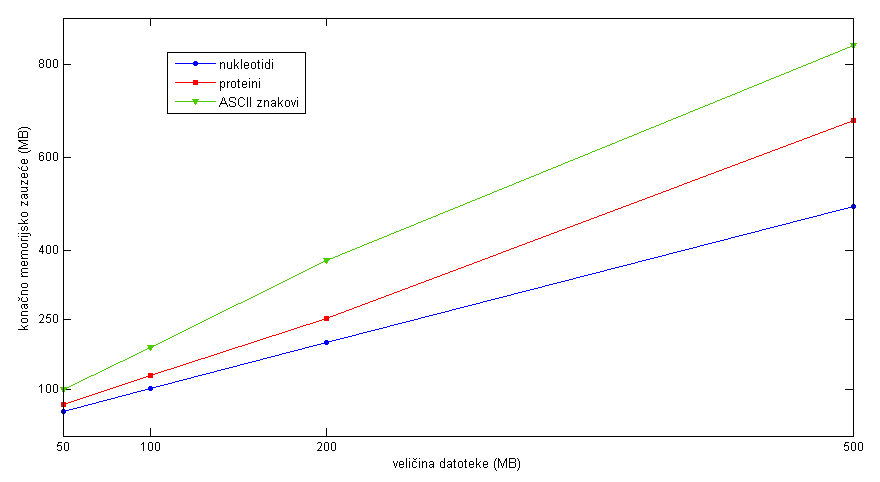 800
600
400
250
100
konačno memorijsko zauzeće (MB)
nukleotidi
proteini
ASCII znakovi
50
100
200
500
veličina datoteke (MB)